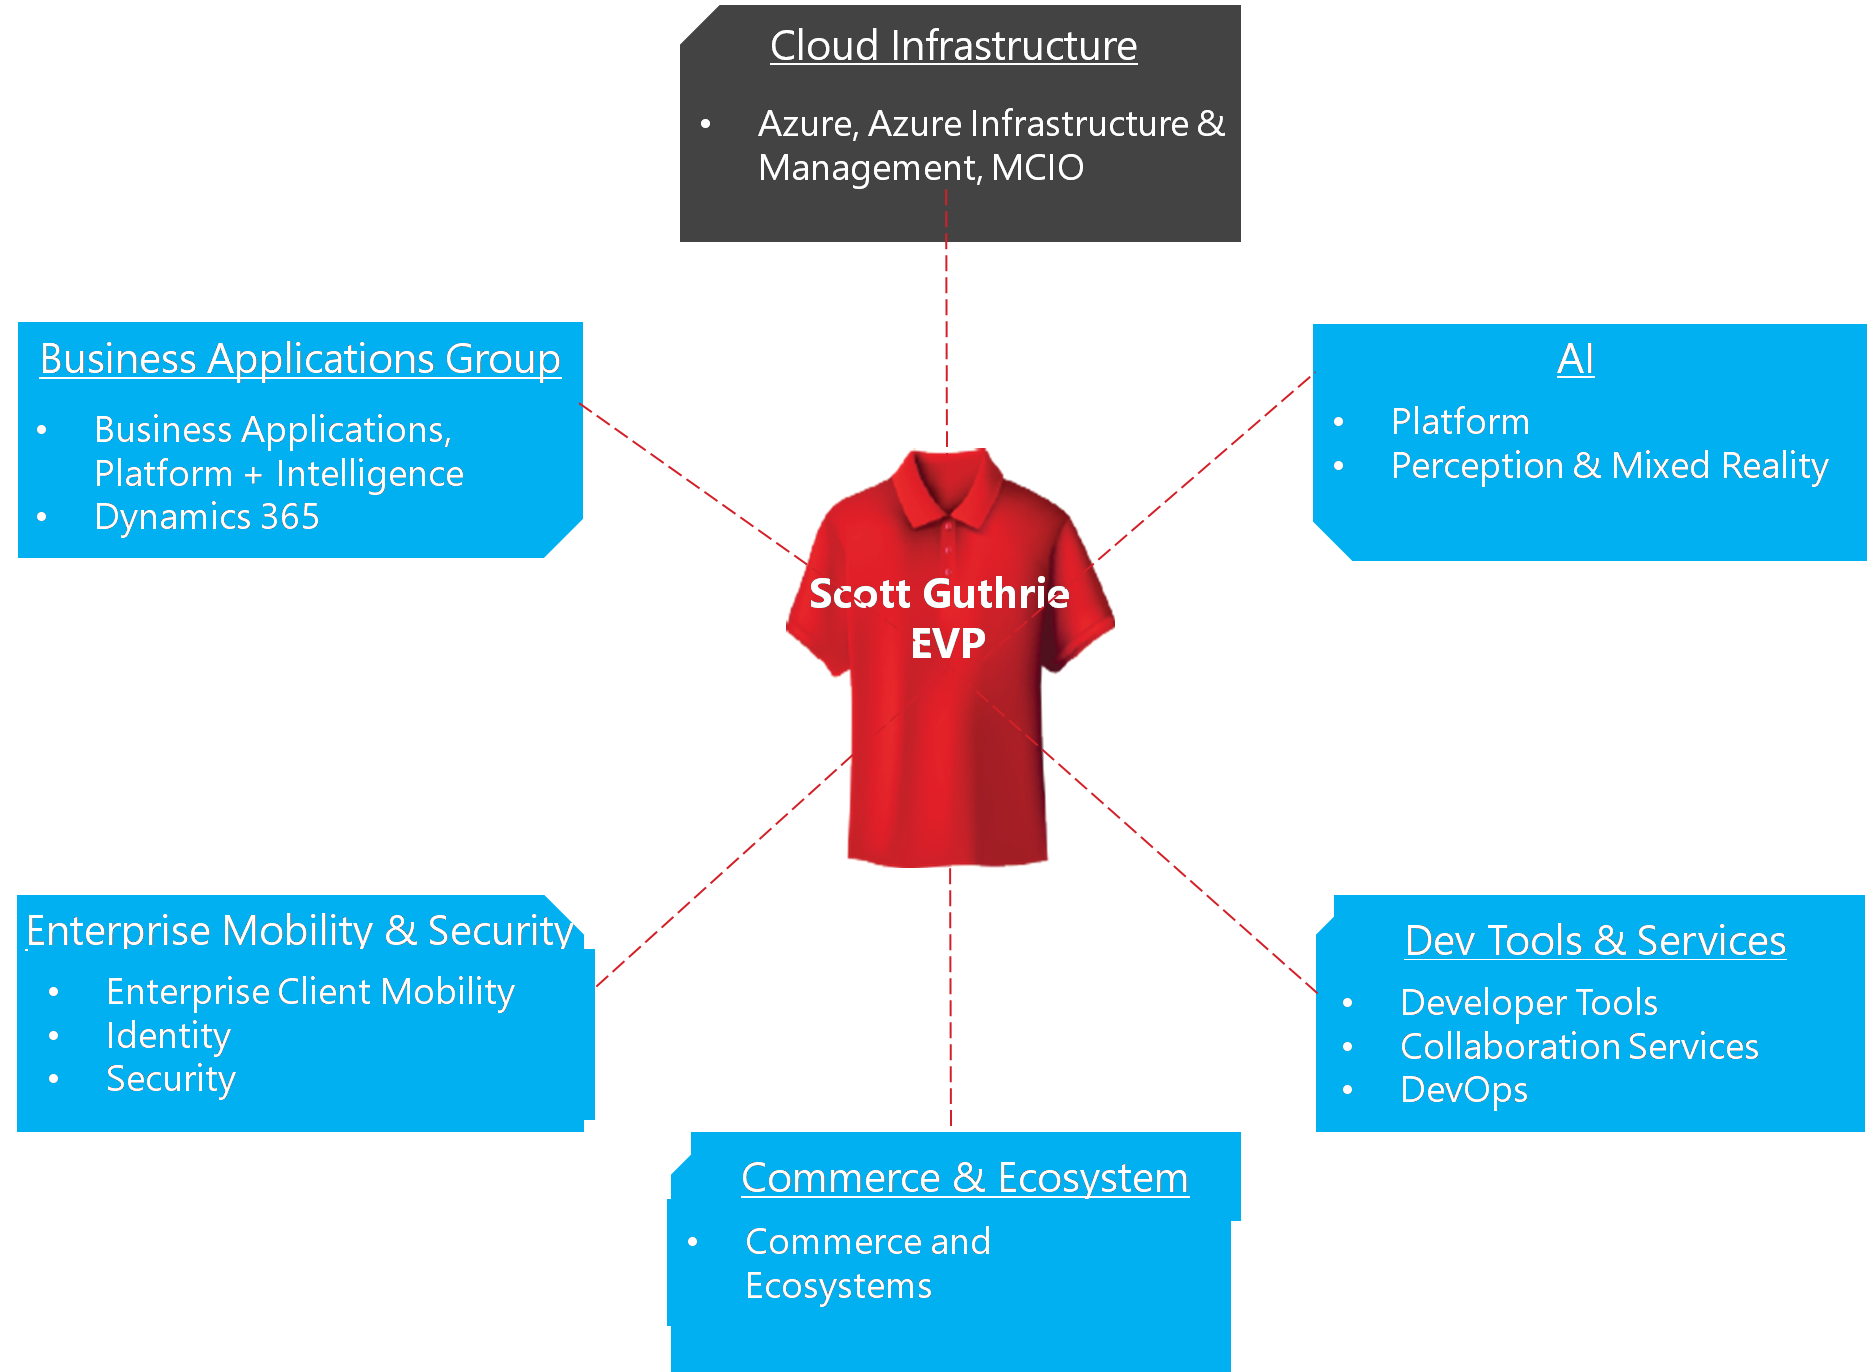 Cloud Infrastructure
• Azure, Azure Infrastructure &
Management, MCIO
Business Applications Group
• Business Applications,
Platform + Intelligence
• Dynamics 365
AI
• Platform
• Perception & Mixed Reality
Scott Guthrie
EVP
Enterprise Mobility & Security
• Enterprise Client Mobility
• Identity
• Security
Dev Tools & Services
• Developer Tools
• Collaboration Services
• DevOps
Commerce & Ecosystem
• Commerce and
Ecosystems